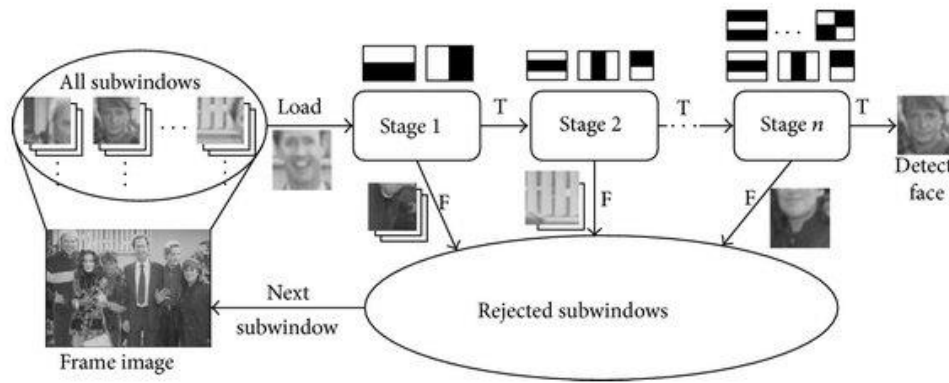 All subwindows
Load
Stage 1
T
Stage 2
T
Stage n
T
Detect
face
F
F
F
Rejected subwindows
Next
subwindow
Frame image